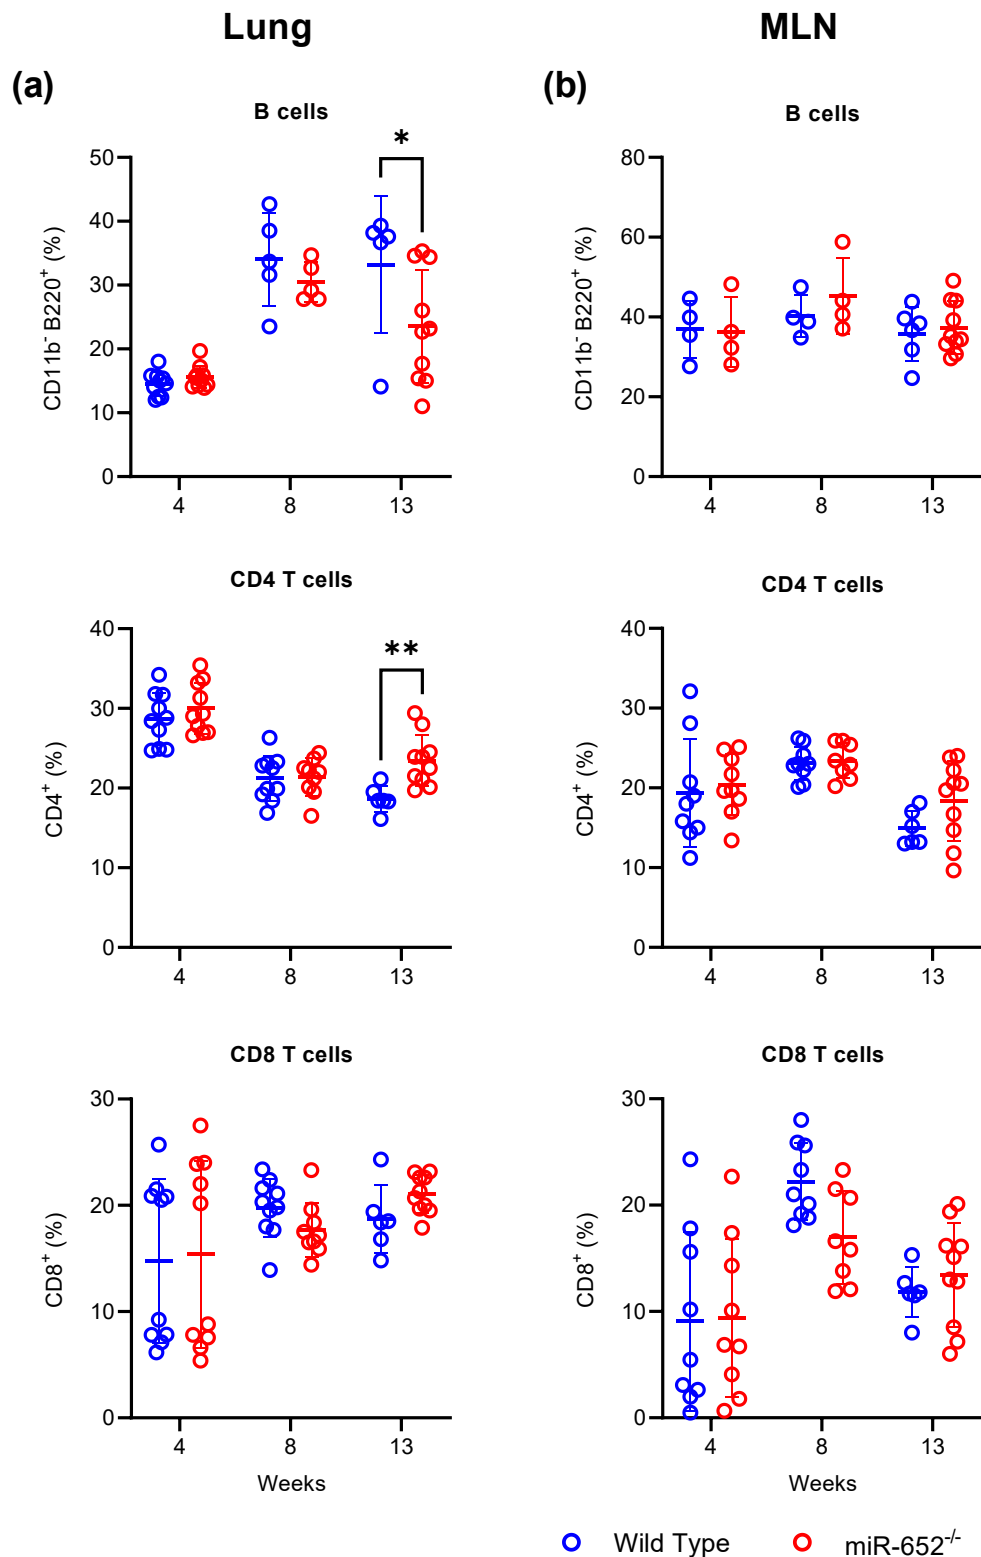 Lung
MLN
(a)
(b)
B cells
CD11b⁻ B220⁺ (%)
50
40
30
20
10
0
*
4 8 13
B cells
CD11b⁻ B220⁺ (%)
80
60
40
20
0
4 8 13
CD4 T cells
CD4⁺ (%)
40
30
20
10
0
**
4 8 13
CD4 T cells
CD4⁺ (%)
40
30
20
10
0
4 8 13
CD8 T cells
CD8⁺ (%)
30
20
10
0
4 8 13
Weeks
CD8 T cells
CD8⁺ (%)
30
20
10
0
4 8 13
Weeks
Wild Type
miR-652⁻/⁻